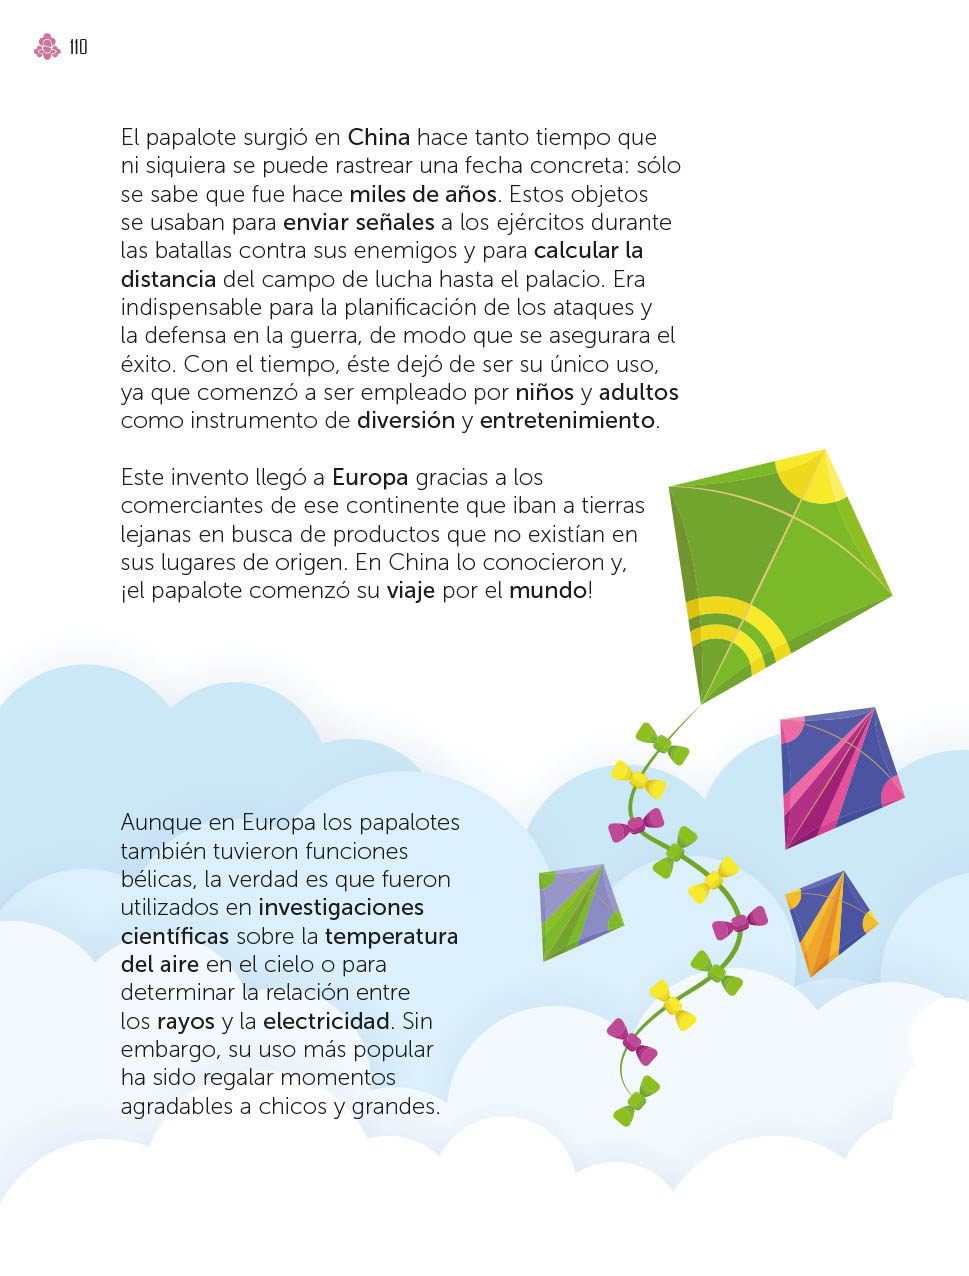 110
El papalote surgió en China hace tanto tiempo que
ni siquiera se puede rastrear una fecha concreta: sólo
se sabe que fue hace miles de años. Estos objetos
se usaban para enviar señales a los ejércitos durante
las batallas contra sus enemigos y para calcular la
distancia del campo de lucha hasta el palacio. Era
indispensable para la planificación de los ataques y
la defensa en la guerra, de modo que se asegurara el
éxito. Con el tiempo, éste dejó de ser su único uso,
ya que comenzó a ser empleado por niños y adultos
como instrumento de diversión y entretenimiento.
Este invento llegó a Europa gracias a los
comerciantes de ese continente que iban a tierras
lejanas en busca de productos que no existían en
sus lugares de origen. En China lo conocieron y,
¡el papalote comenzó su viaje por el mundo!
Aunque en Europa los papalotes
también tuvieron funciones
bélicas, la verdad es que fueron
utilizados en investigaciones
científicas sobre la temperatura
del aire en el cielo o para
determinar la relación entre
los rayos y la electricidad. Sin
embargo, su uso más popular
ha sido regalar momentos
agradables a chicos y grandes.